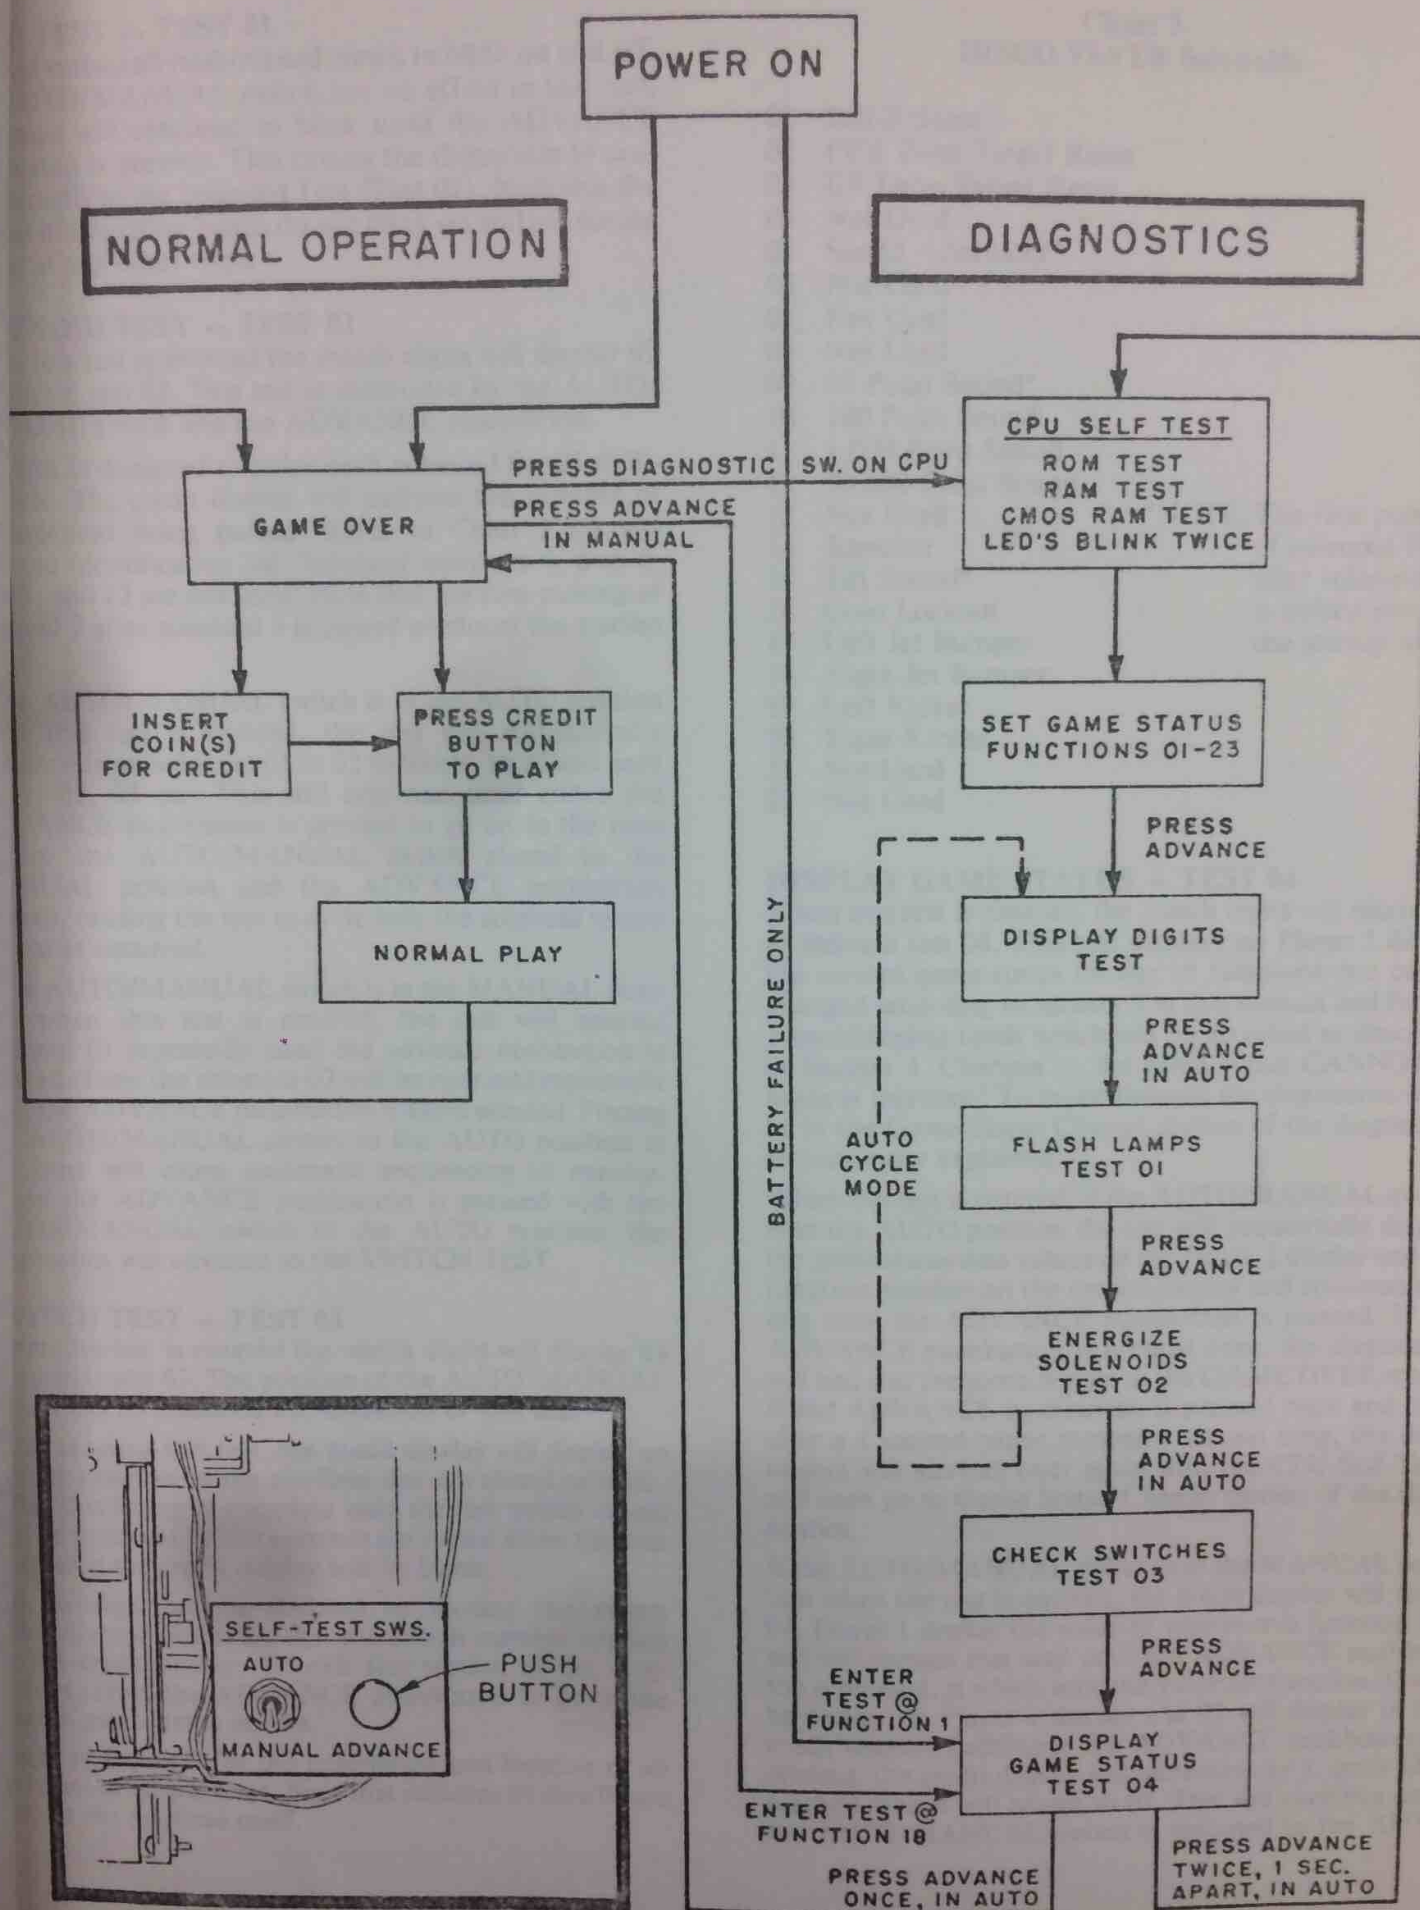 POWER ON
NORMAL OPERATION
DIAGNOSTICS
GAME OVER
PRESS DIAGNOSTIC SW. ON CPU
PRESS ADVANCE
IN MANUAL
CPU SELF TEST
ROM TEST
RAM TEST
CMOS RAM TEST
LED'S BLINK TWICE
INSERT
COIN(S)
FOR CREDIT
PRESS CREDIT
BUTTON
TO PLAY
SET GAME STATUS
FUNCTIONS 01-23
PRESS
ADVANCE
NORMAL PLAY
BATTERY FAILURE ONLY
DISPLAY DIGITS
TEST
PRESS
ADVANCE
IN AUTO
AUTO
CYCLE
MODE
FLASH LAMPS
TEST 01
PRESS
ADVANCE
ENERGIZE
SOLENOIDS
TEST 02
PRESS
ADVANCE
IN AUTO
CHECK SWITCHES
TEST 03
PRESS
ADVANCE
SELF-TEST SWS.
AUTO
PUSH
BUTTON
MANUAL ADVANCE
ENTER
TEST @
FUNCTION 1
DISPLAY
GAME STATUS
TEST 04
ENTER TEST @
FUNCTION 18
PRESS ADVANCE
ONCE, IN AUTO
PRESS ADVANCE
TWICE, 1 SEC.
APART, IN AUTO